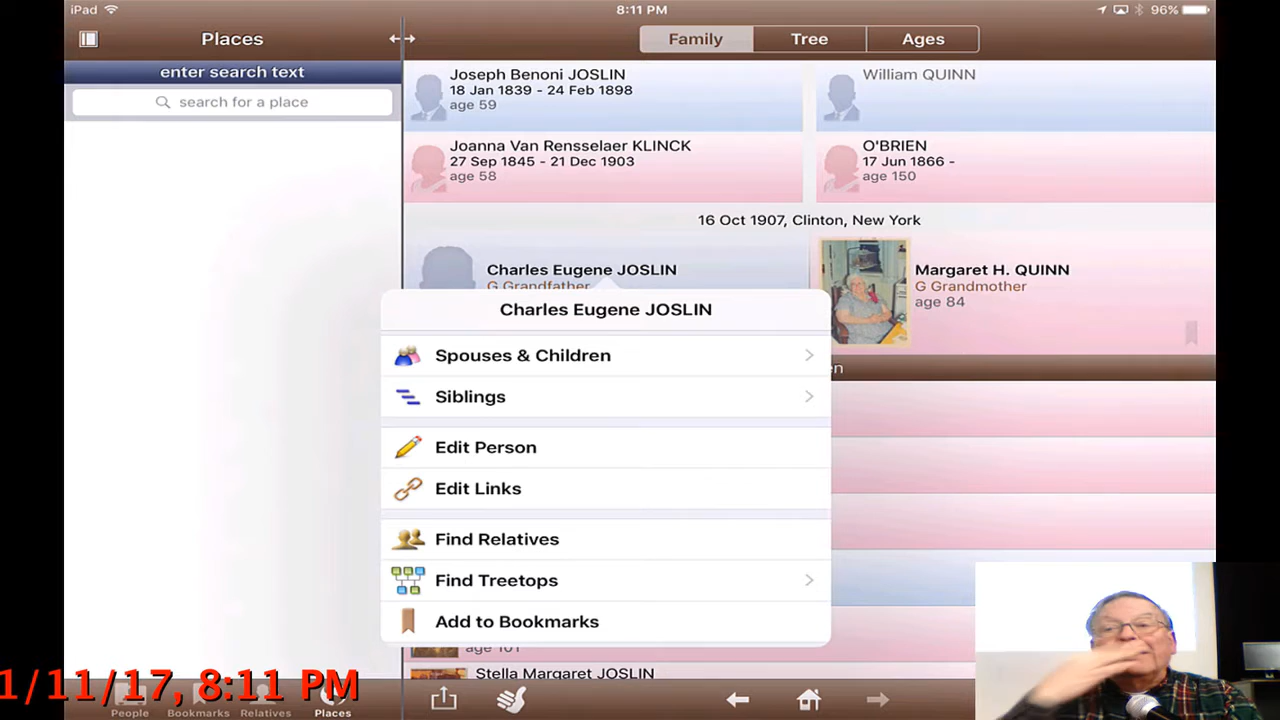 iPad
8:11 PM
96%
Places
Family
Tree
Ages
enter search text
search for a place
Joseph Benoni JOSLIN
18 Jan 1839 - 24 Feb 1898
age 59
William QUINN
Joanna Van Rensselaer KLINCK
27 Sep 1845 - 21 Dec 1903
age 58
O'BRIEN
17 Jun 1866 -
age 150
16 Oct 1907, Clinton, New York
Charles Eugene JOSLIN
G Grandfather
Margaret H. QUINN
G Grandmother
age 84
Charles Eugene JOSLIN
Spouses & Children
Siblings
Edit Person
Edit Links
Find Relatives
Find Treetops
Add to Bookmarks
age 101
Stella Margaret JOSLIN
1/11/17, 8:11 PM
People
Bookmarks
Relatives
Places